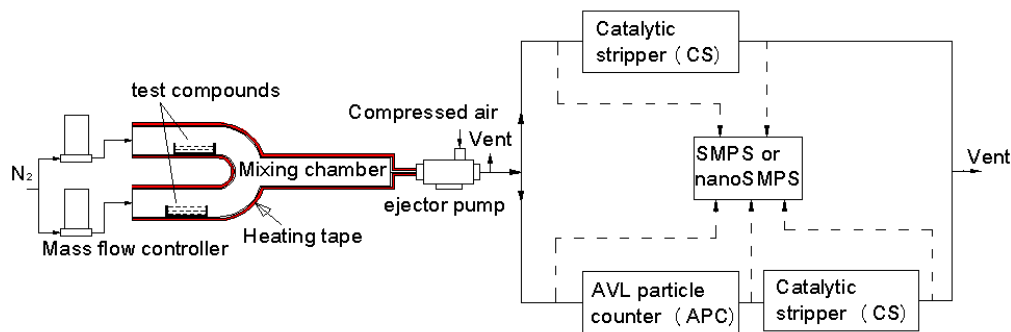 Catalytic
stripper (CS)
test compounds
Compressed air
Vent
N₂
Mixing chamber
SMPS or
nanoSMPS
Vent
ejector pump
Mass flow controller
Heating tape
AVL particle
counter (APC)
Catalytic
stripper (CS)